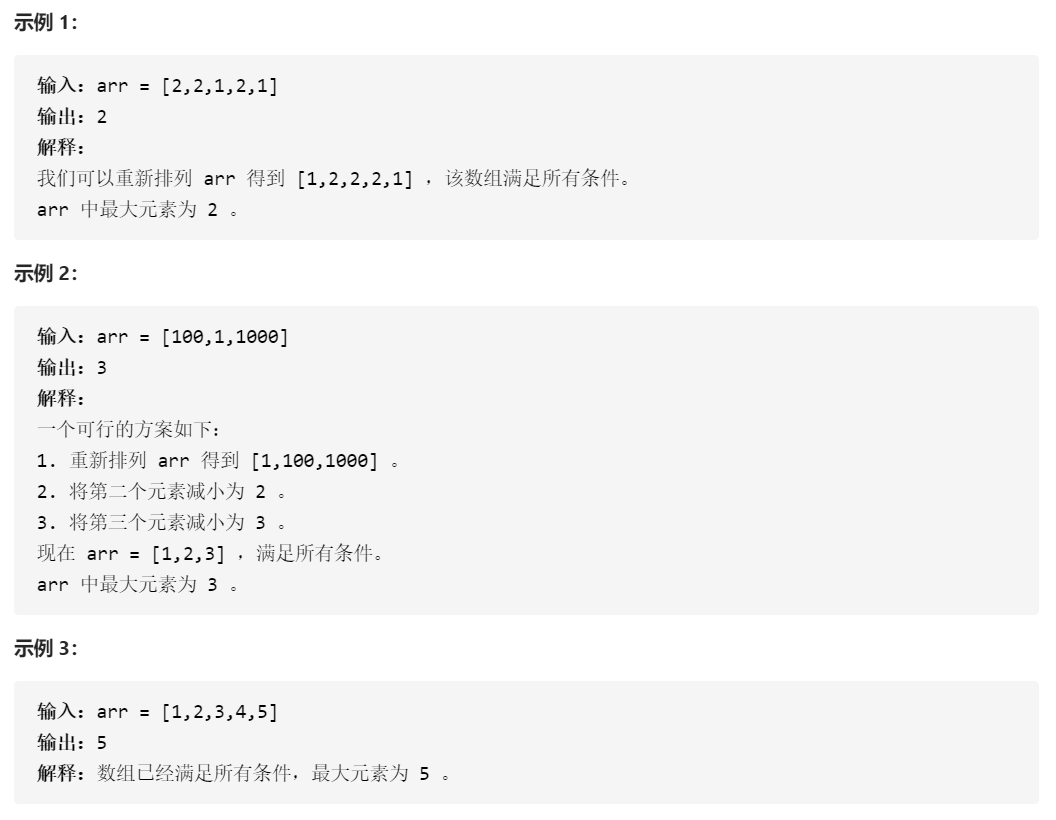 示例 1：
输入：arr = [2,2,1,2,1]
输出：2
解释：
我们可以重新排列 arr 得到 [1,2,2,2,1] ，该数组满足所有条件。
arr 中最大元素为 2 。
示例 2：
输入：arr = [100,1,1000]
输出：3
解释：
一个可行的方案如下：
1. 重新排列 arr 得到 [1,100,1000] 。
2. 将第二个元素减小为 2 。
3. 将第三个元素减小为 3 。
现在 arr = [1,2,3] ，满足所有条件。
arr 中最大元素为 3 。
示例 3：
输入：arr = [1,2,3,4,5]
输出：5
解释：数组已经满足所有条件，最大元素为 5 。